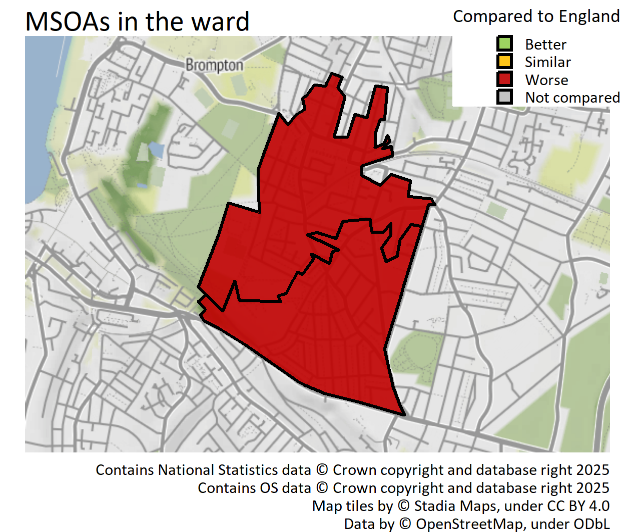 MSOAs in the ward
Compared to England
Better
Similar
Worse
Not compared
Brompton
Contains National Statistics data © Crown copyright and database right 2025
Contains OS data © Crown copyright and database right 2025
Map tiles by © Stadia Maps, under CC BY 4.0
Data by © OpenStreetMap, under ODbL